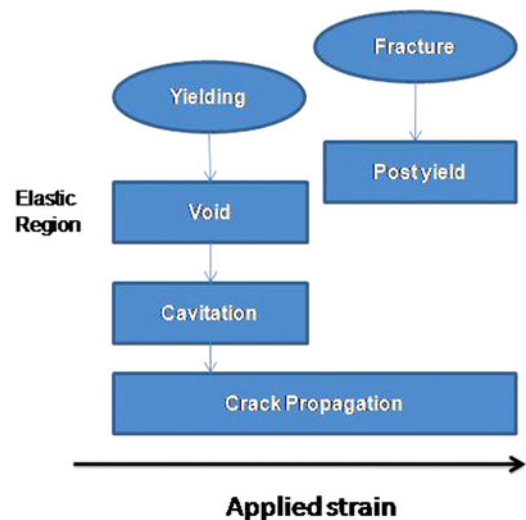 Fracture
Yielding
Post yield
Elastic
Region
Void
Cavitation
Crack Propagation
Applied strain